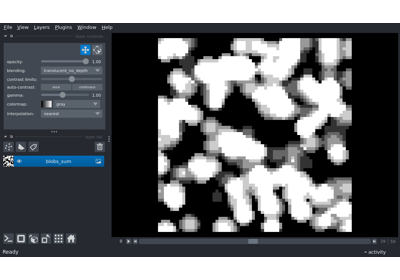 File View Layers Plugins Window Help
opacity: 1.00
blending: translucent_no_depth
contrast limits:
auto-contrast: once continuous
gamma: 1.00
colormap: gray
interpolation: nearest
blobs_sum
Ready
activity